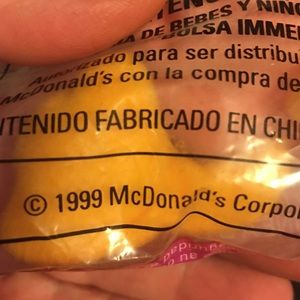 DE BEBES Y NIÑO
BOLSA IMME
Autorizado para ser distribu
McDonald's con la compra de
TENIDO FABRICADO EN CHI
© 1999 McDonald's Corpo